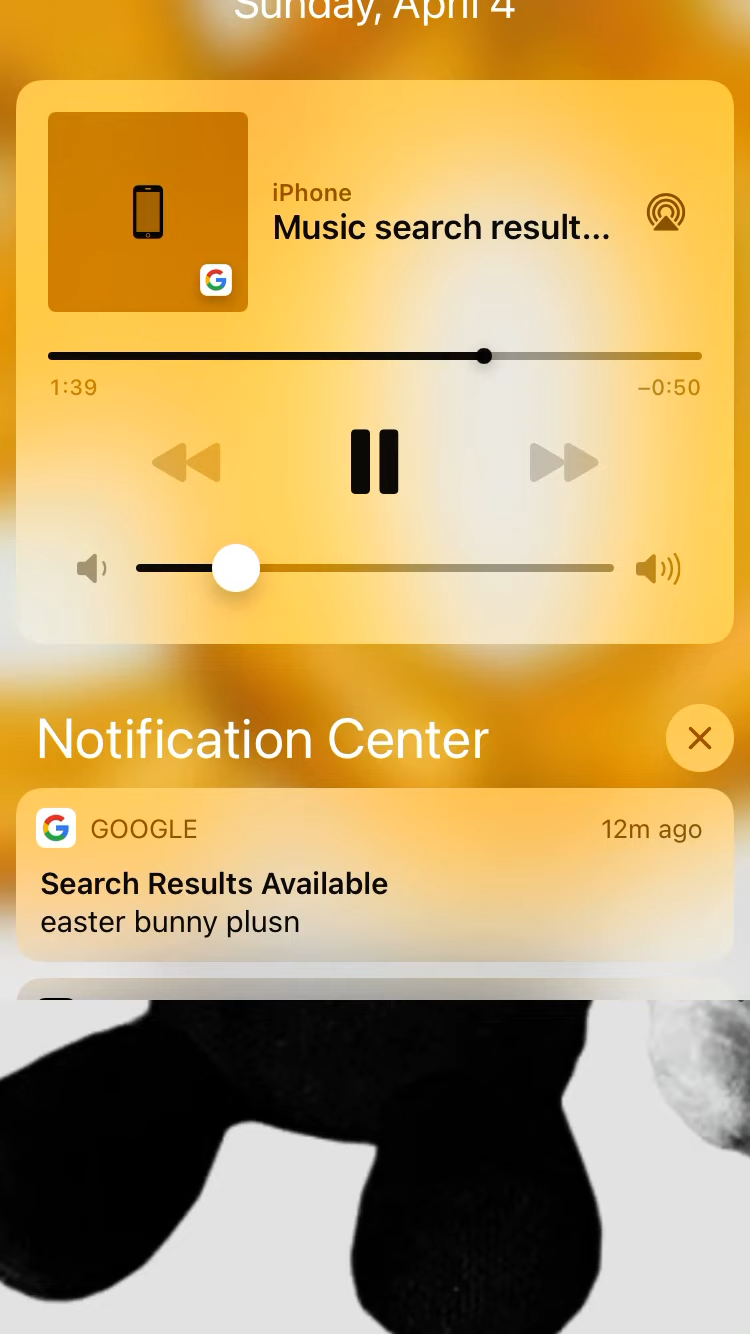 Sunday, April 4
iPhone
Music search result...
1:39
–0:50
Notification Center
GOOGLE
12m ago
Search Results Available
easter bunny plusn